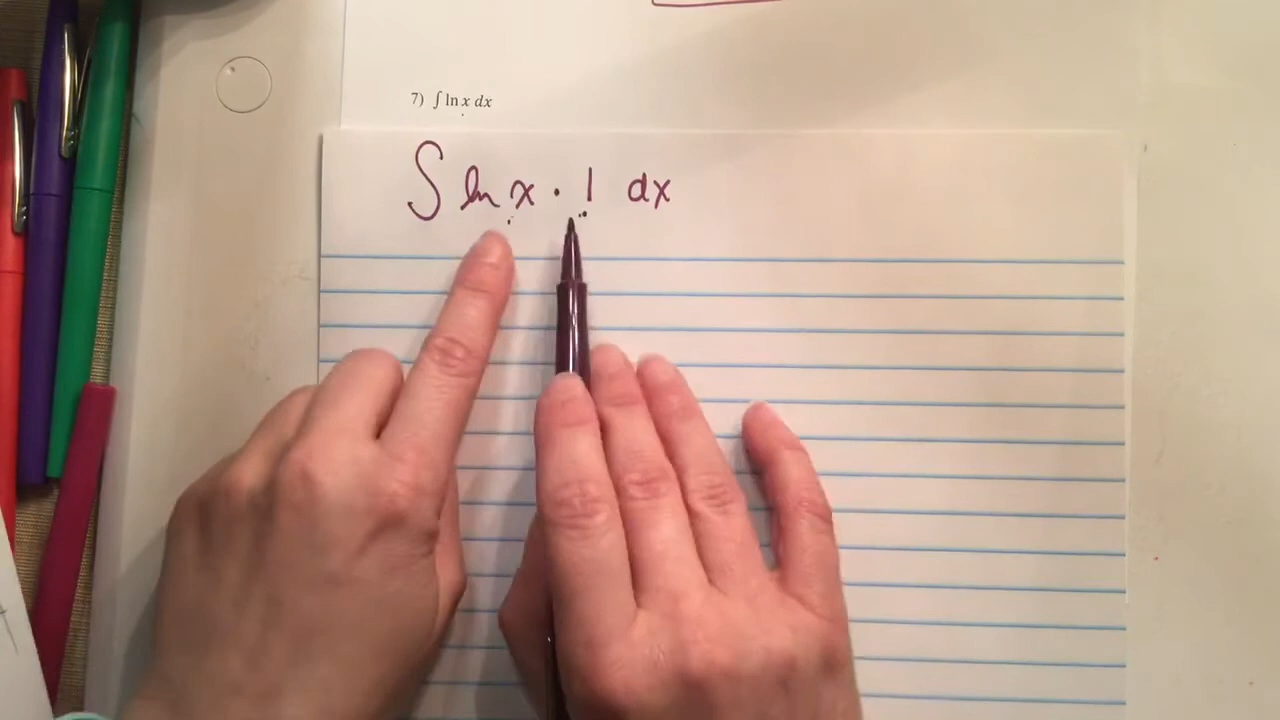 7) ∫ ln x dx
∫ ln x · 1 dx